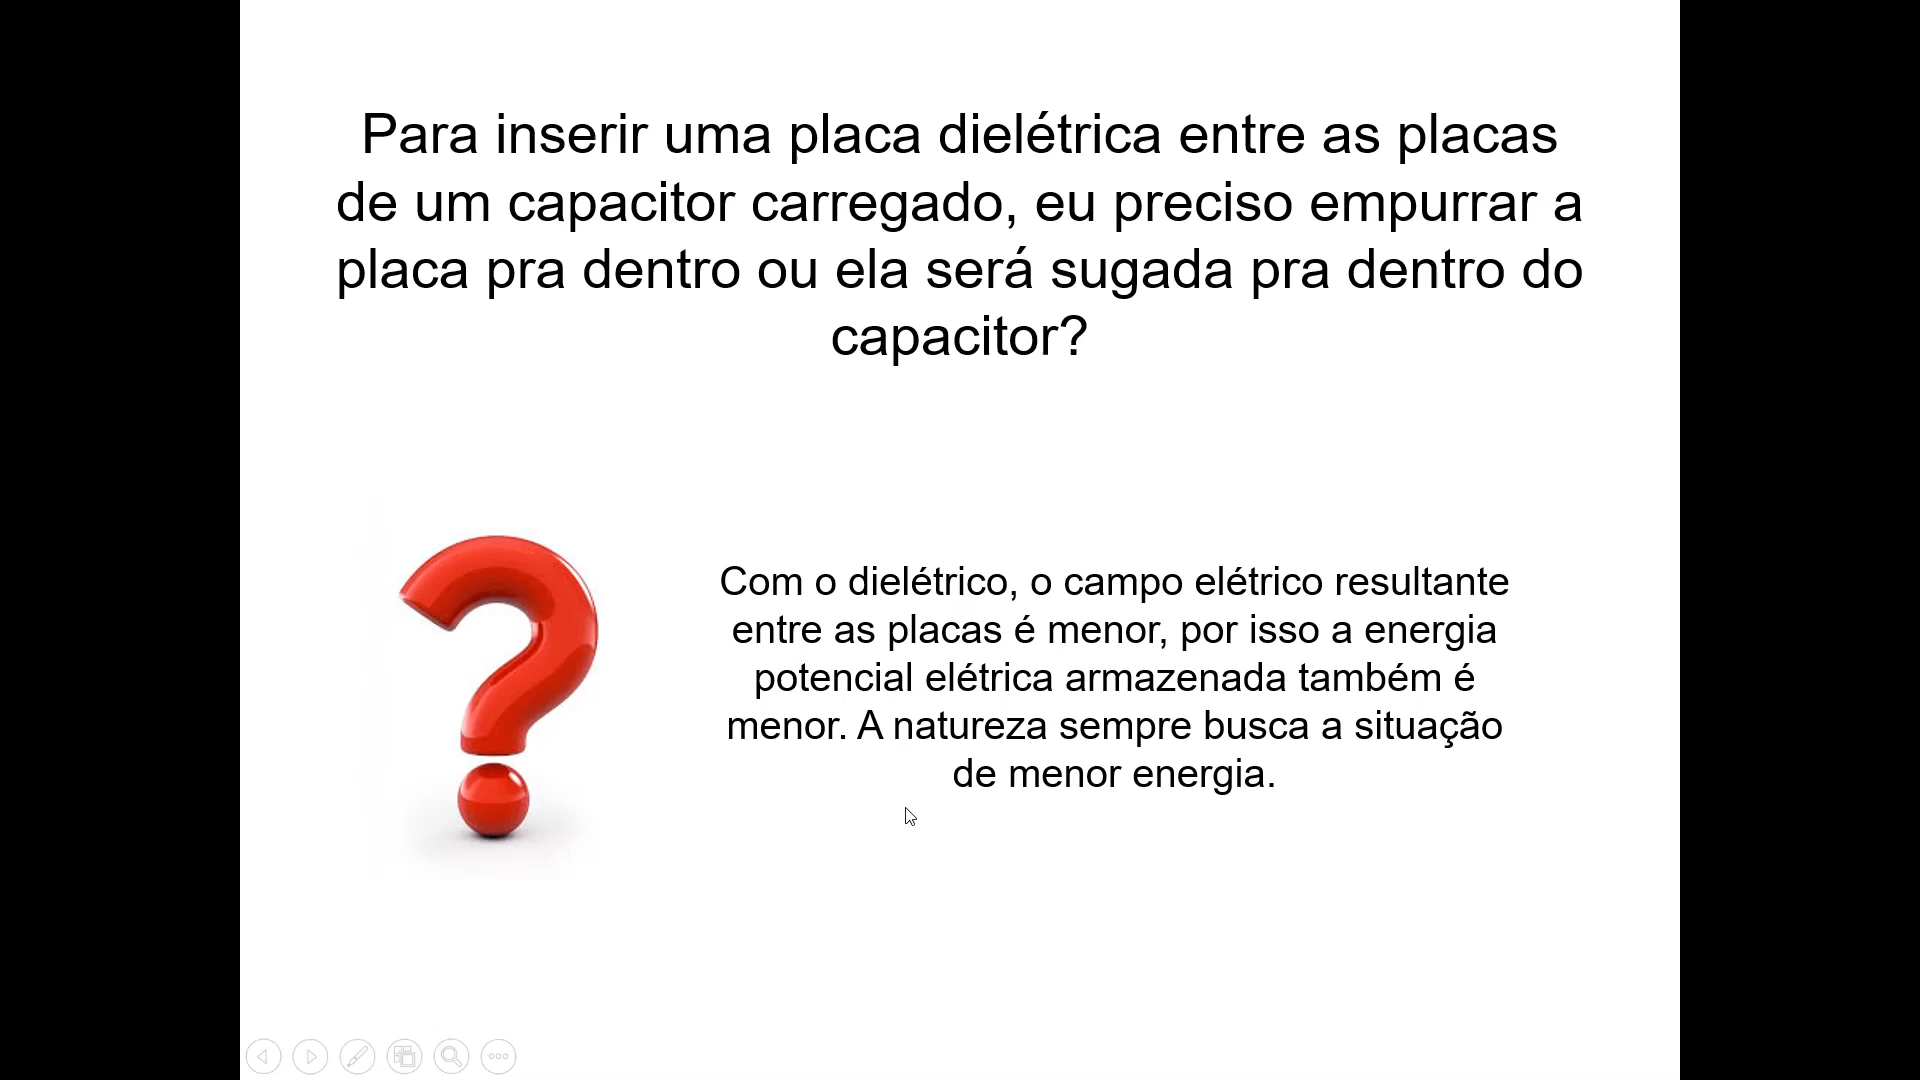 Para inserir uma placa dielétrica entre as placas
de um capacitor carregado, eu preciso empurrar a
placa pra dentro ou ela será sugada pra dentro do
capacitor?
Com o dielétrico, o campo elétrico resultante
entre as placas é menor, por isso a energia
potencial elétrica armazenada também é
menor. A natureza sempre busca a situação
de menor energia.